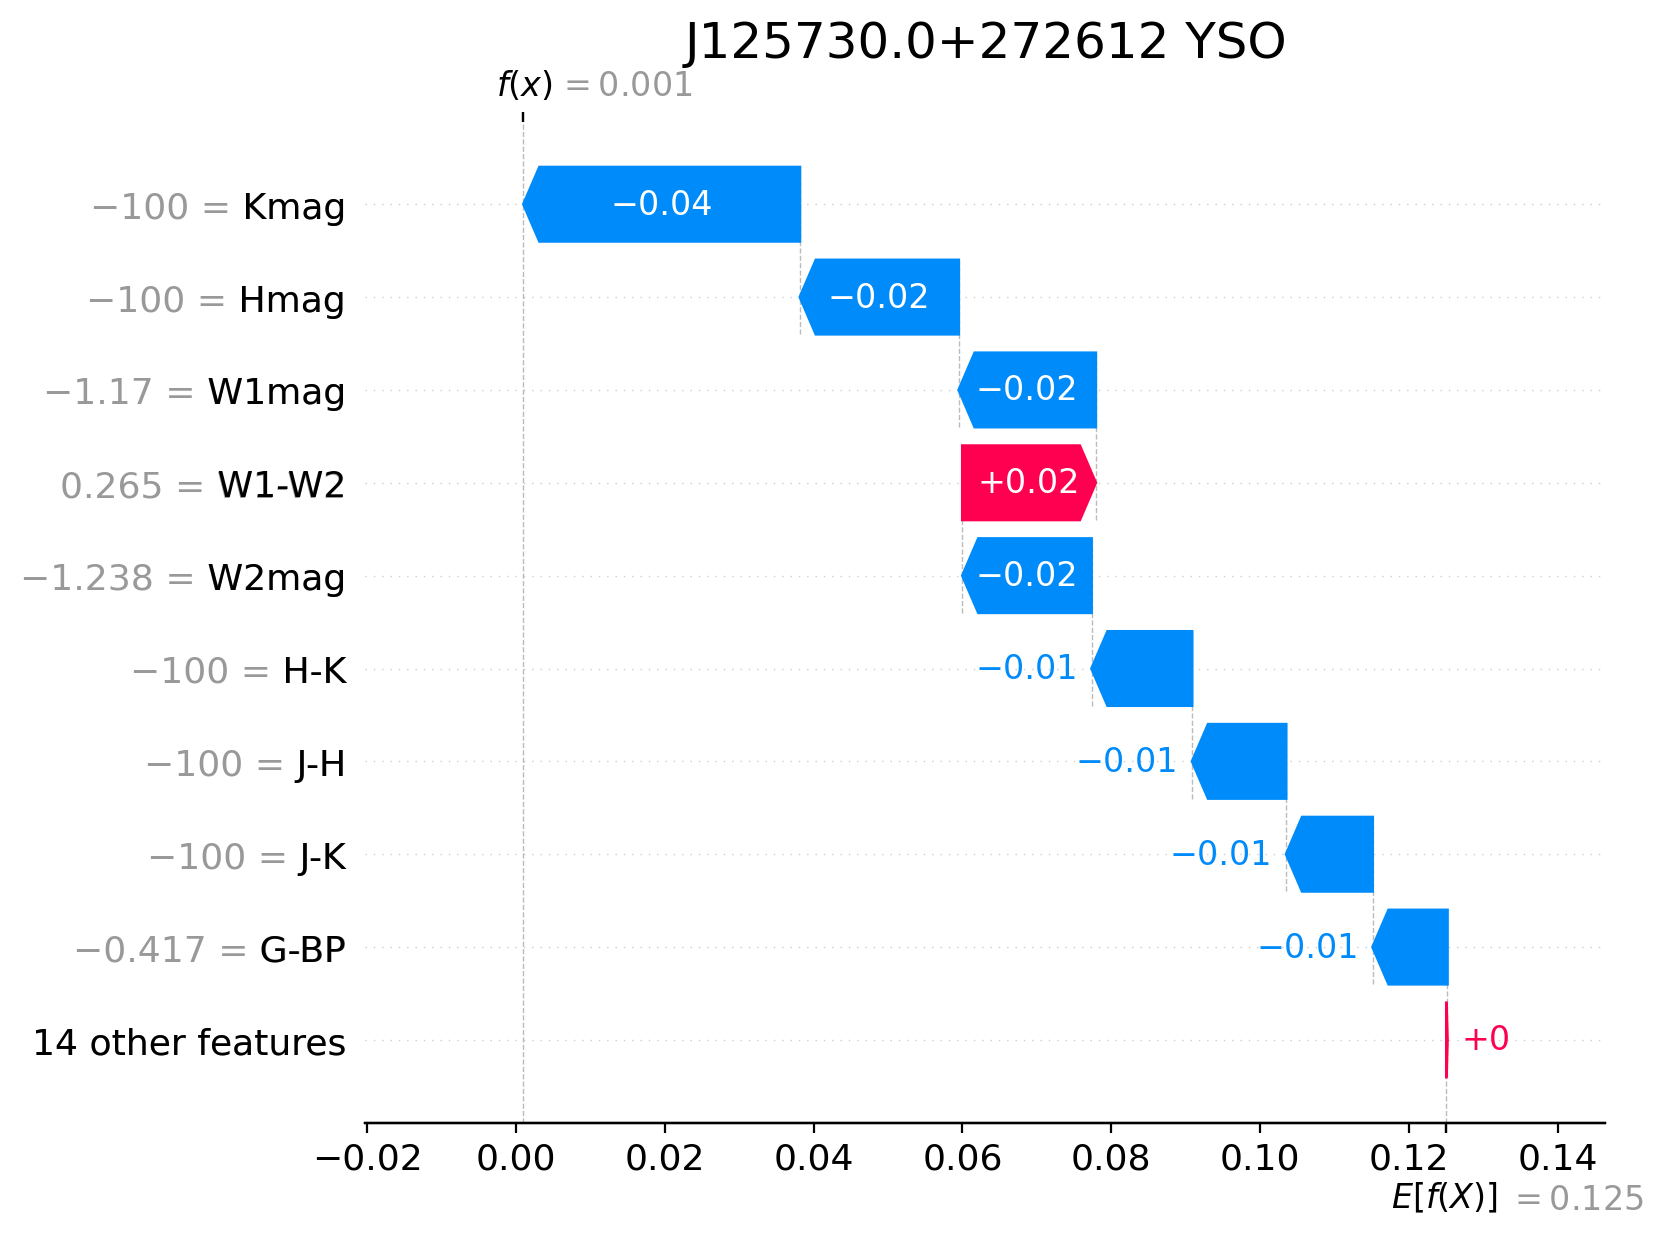 J125730.0+272612 YSO
f(x) = 0.001
−100 = Kmag −0.04
−100 = Hmag −0.02
−1.17 = W1mag −0.02
0.265 = W1-W2 +0.02
−1.238 = W2mag −0.02
−100 = H-K −0.01
−100 = J-H −0.01
−100 = J-K −0.01
−0.417 = G-BP −0.01
14 other features +0
−0.02 0.00 0.02 0.04 0.06 0.08 0.10 0.12 0.14
E[f(X)] = 0.125